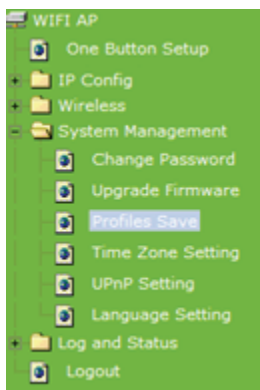 WIFI AP
One Button Setup
IP Config
Wireless
System Management
Change Password
Upgrade Firmware
Profiles Save
Time Zone Setting
UPnP Setting
Language Setting
Log and Status
Logout